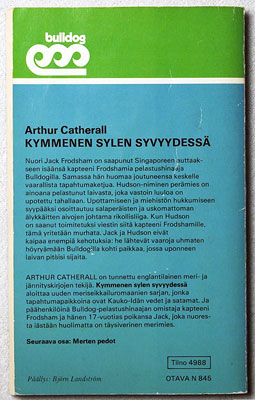 bulldog
Arthur Catherall
KYMMENEN SYLEN SYVYYDESSÄ
Nuori Jack Frodsham on saapunut Singaporeen auttaak-
seen isäänsä kapteeni Frodshamia pelastushinaaja
Bulldogilla. Samassa hän huomaa joutuneensa keskelle
vaarallista tapahtumaketjua. Hudson-niminen perämies on
ainoana pelastunut laivasta, joka vastoin luuloa on
upotettu tahallaan. Upottamiseen ja miehistön hukkumiseen
syypääksi osoittautuu salaperäisten ja uskomattoman
älykkäitten aivojen johtama rikollisliiga. Kun Hudson
on saanut toimitetuksi viestin siitä kapteeni Frodshamille,
tämä yritetään murhata. Jack ja Hudson eivät
kaipaa enempiä kehotuksia: he lähtevät vaaroja uhmaten
höyryämään Bulldog'illa kohti paikkaa, jossa uponneen
laivan pitäisi sijaita.
ARTHUR CATHERALL on tunnettu englantilainen meri- ja
jännityskirjojen tekijä. Kymmenen sylen syvyydessä
aloittaa uuden meriseikkailuromaanien sarjan, jonka
tapahtumapaikkoina ovat Kauko-Idän vedet ja satamat. Ja
päähenkilöinä Bulldog-pelastushinaajan omistaja kapteeni
Frodsham ja hänen 17-vuotias poikansa Jack, joka nuores-
ta iästään huolimatta on täysiverinen merimies.
Seuraava osa: Merten pedot
Tilno 4988
Päällys: Björn Landström
OTAVA N 845